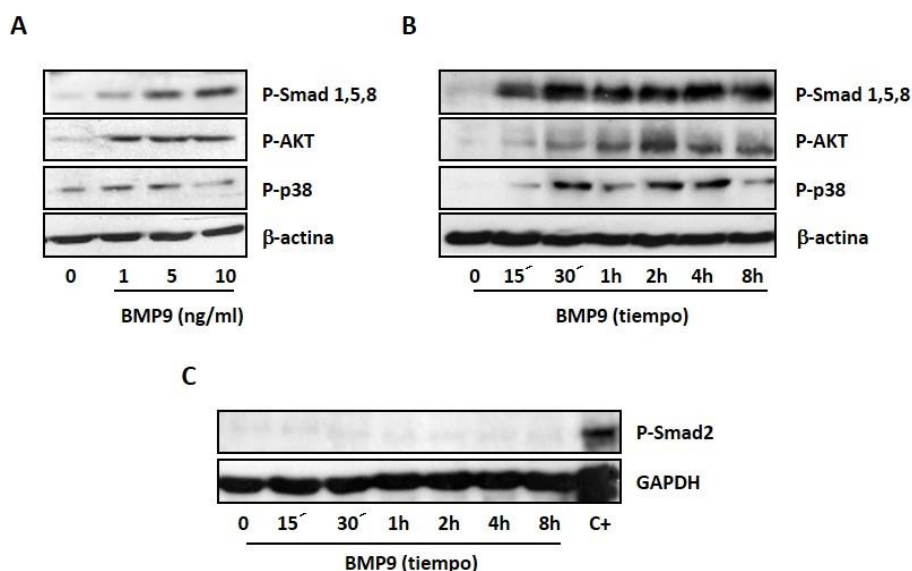 A
P-Smad 1,5,8
P-AKT
P-p38
β-actina
0 1 5 10
BMP9 (ng/ml)
B
P-Smad 1,5,8
P-AKT
P-p38
β-actina
0 15´ 30´ 1h 2h 4h 8h
BMP9 (tiempo)
C
P-Smad2
GAPDH
0 15´ 30´ 1h 2h 4h 8h C+
BMP9 (tiempo)